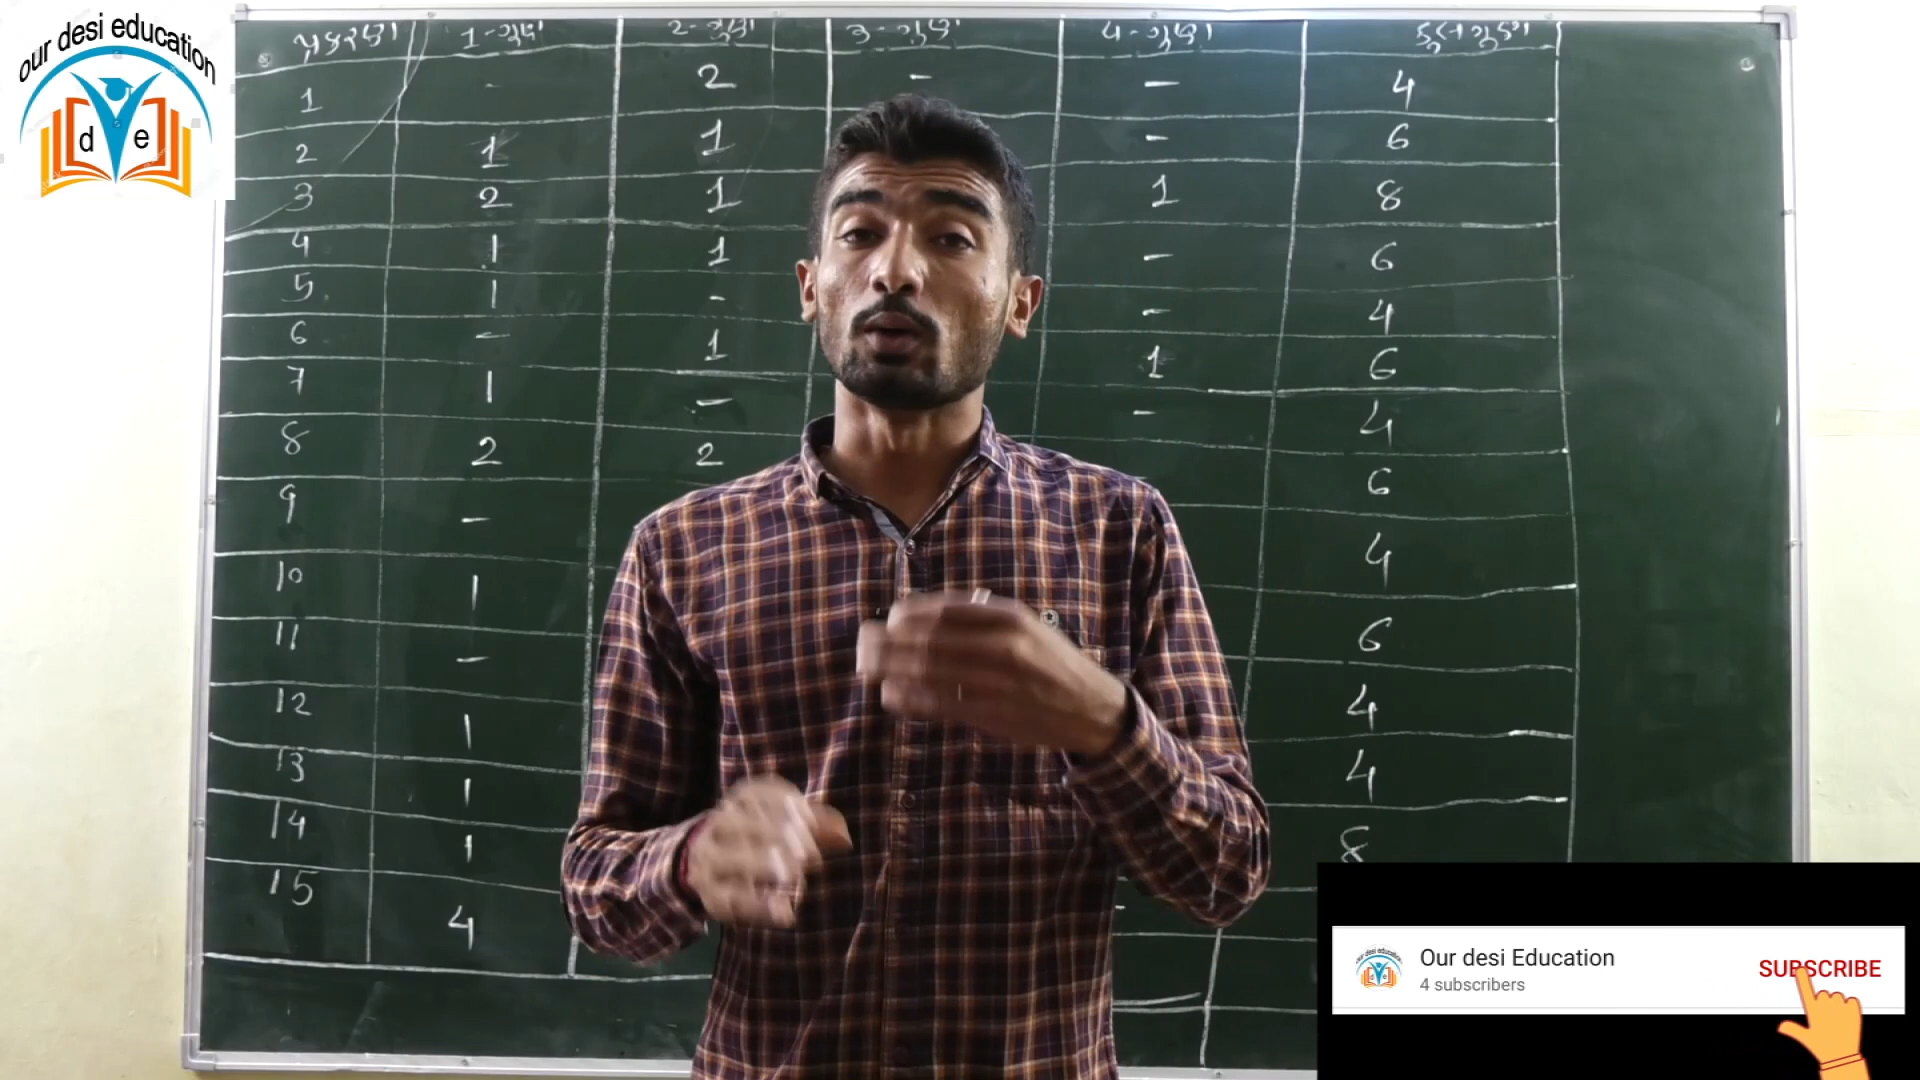 our desi education
d e
પ્રકરણ 1-ગુણ 2-ગુણ 3-ગુણ 4-ગુણ કુલ ગુણ
1 - 2 - - 4
2 1 1 - 6
3 2 1 1 8
4 1 1 - 6
5 1 - - 4
6 - 1 1 6
7 1 - - 4
8 2 2 6
9 - 4
10 1 6
11 - 4
12 1 4
13 1 8
14 1
15 4 -
Our desi Education
4 subscribers
SUBSCRIBE